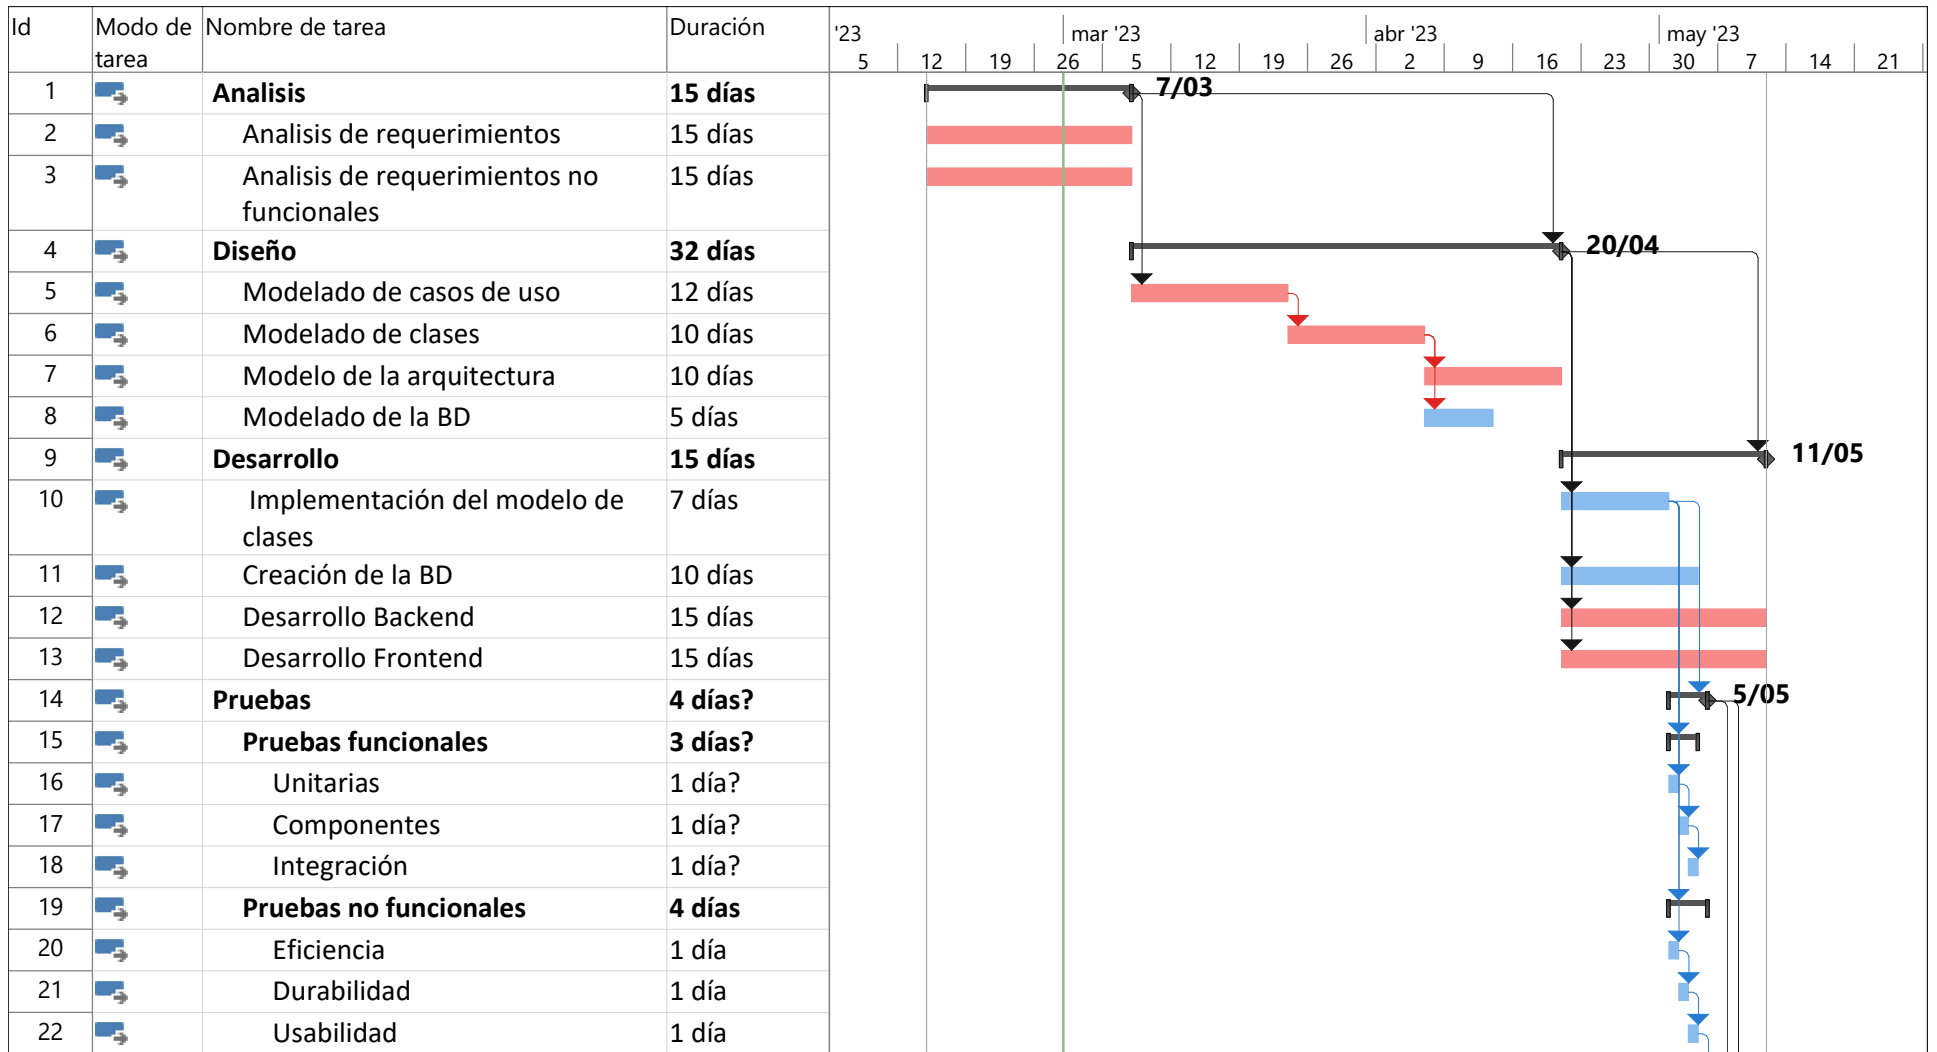 Id Modo de tarea Nombre de tarea Duración
'23 mar '23 abr '23 may '23
5 12 19 26 5 12 19 26 2 9 16 23 30 7 14 21
1 Analisis 15 días 7/03
2 Analisis de requerimientos 15 días
3 Analisis de requerimientos no 15 días
funcionales
4 Diseño 32 días 20/04
5 Modelado de casos de uso 12 días
6 Modelado de clases 10 días
7 Modelo de la arquitectura 10 días
8 Modelado de la BD 5 días
9 Desarrollo 15 días 11/05
10 Implementación del modelo de 7 días
clases
11 Creación de la BD 10 días
12 Desarrollo Backend 15 días
13 Desarrollo Frontend 15 días
14 Pruebas 4 días? 5/05
15 Pruebas funcionales 3 días?
16 Unitarias 1 día?
17 Componentes 1 día?
18 Integración 1 día?
19 Pruebas no funcionales 4 días
20 Eficiencia 1 día
21 Durabilidad 1 día
22 Usabilidad 1 día